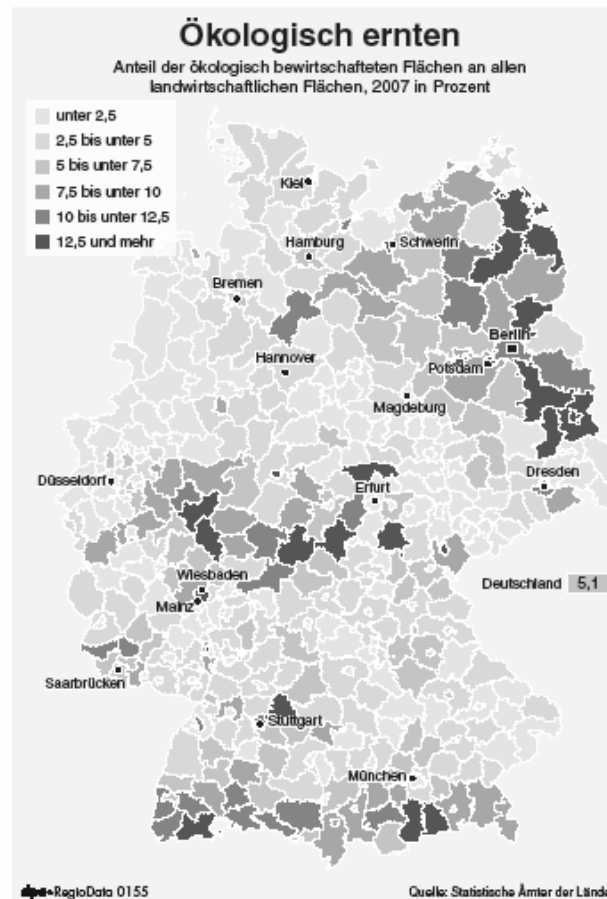 Ökologisch ernten
Anteil der ökologisch bewirtschafteten Flächen an allen
landwirtschaftlichen Flächen, 2007 in Prozent
unter 2,5
2,5 bis unter 5
5 bis unter 7,5
7,5 bis unter 10
10 bis unter 12,5
12,5 und mehr
Kiel
Hamburg
Schwerin
Bremen
Berlin
Hannover
Potsdam
Magdeburg
Düsseldorf
Erfurt
Dresden
Wiesbaden
Mainz
Deutschland 5,1
Saarbrücken
Stuttgart
München
dpa•RegioData 0155
Quelle: Statistische Ämter der Lände